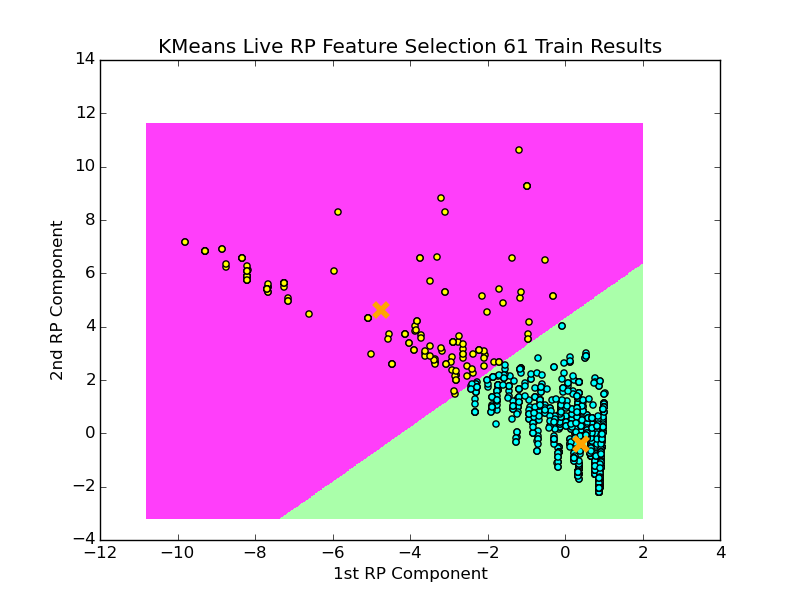 KMeans Live RP Feature Selection 61 Train Results
14
12
10
8
6
4
2
0
−2
−4
2nd RP Component
−12 −10 −8 −6 −4 −2 0 2 4
1st RP Component